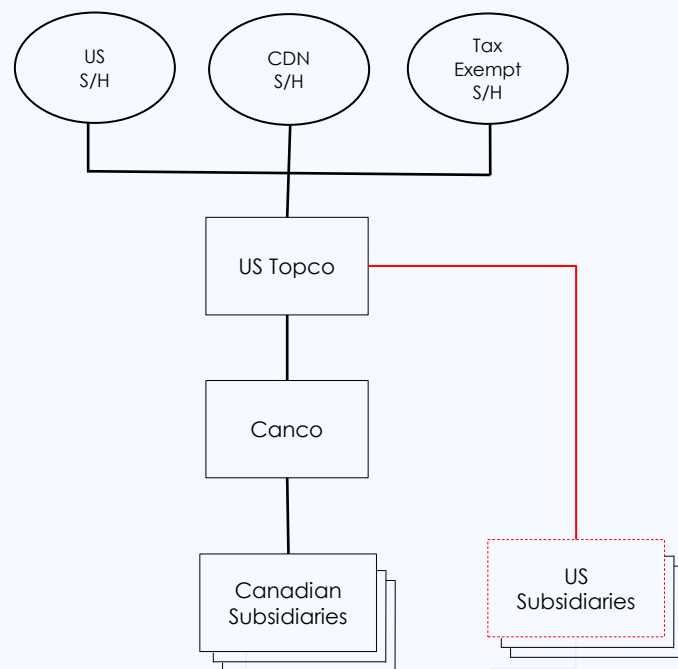 US
S/H
CDN
S/H
Tax
Exempt
S/H
US Topco
Canco
Canadian
Subsidiaries
US
Subsidiaries